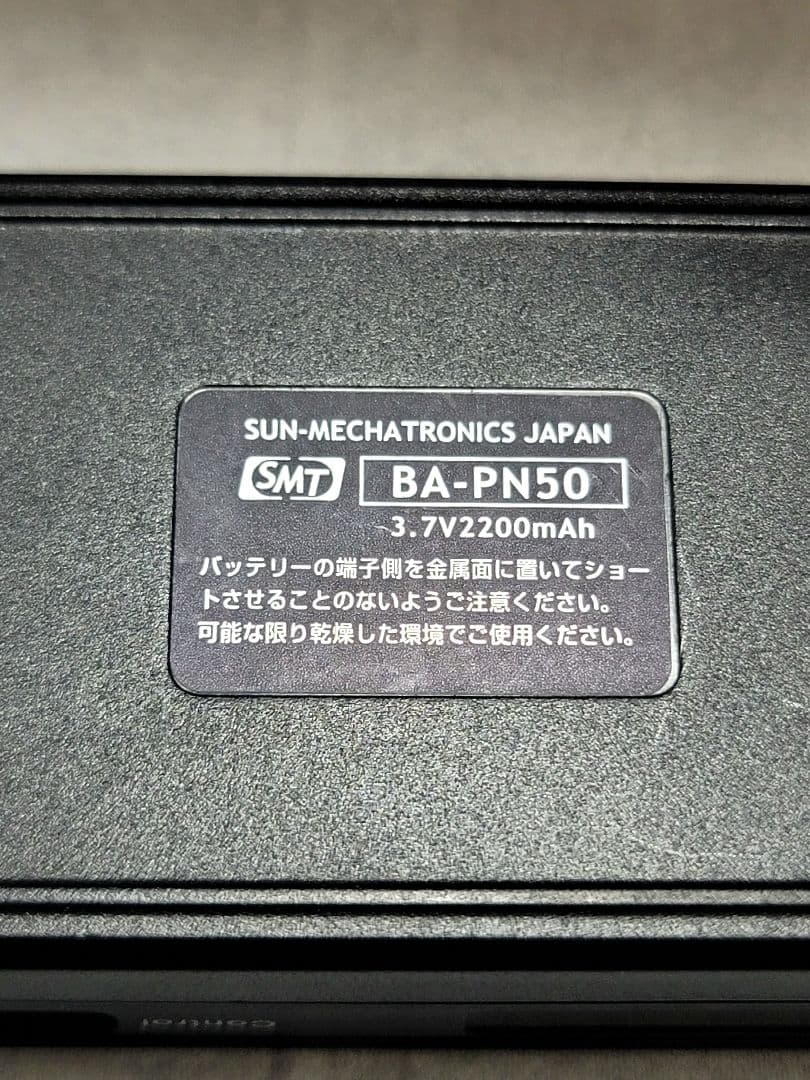 SUN-MECHATRONICS JAPAN
SMT BA-PN50
3.7V2200mAh
バッテリーの端子側を金属面に置いてショー
トさせることのないようご注意ください。
可能な限り乾燥した環境でご使用ください。
Control